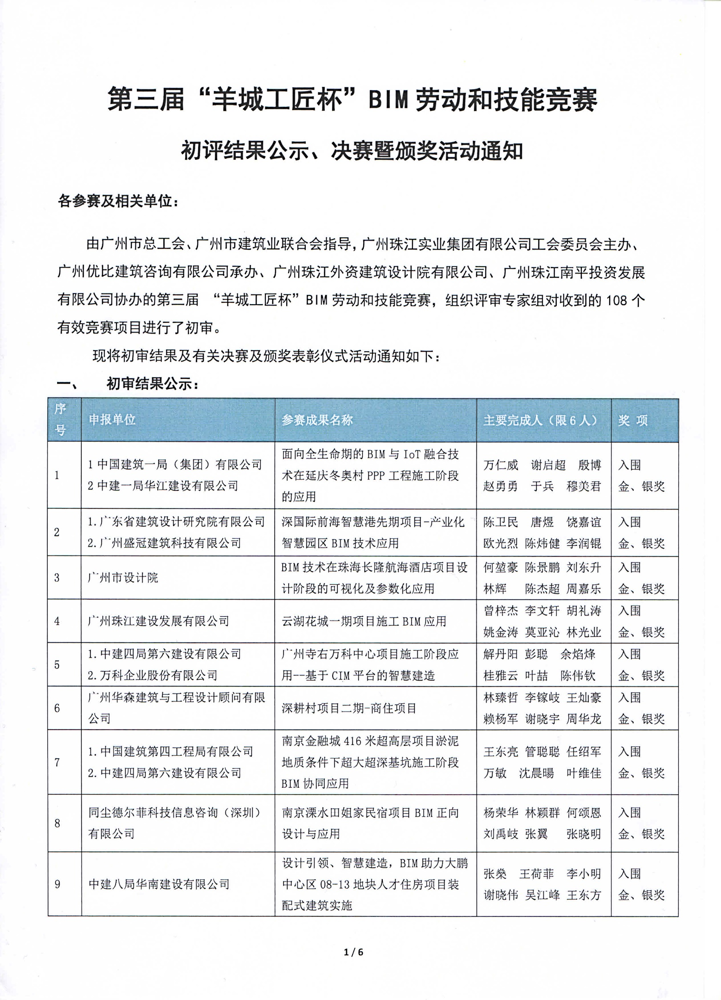 第三届“羊城工匠杯”BIM 劳动和技能竞赛
初评结果公示、决赛暨颁奖活动通知
各参赛及相关单位：
由广州市总工会、广州市建筑业联合会指导，广州珠江实业集团有限公司工会委员会主办、
广州优比建筑咨询有限公司承办、广州珠江外资建筑设计院有限公司、广州珠江南平投资发展
有限公司协办的第三届 “羊城工匠杯”BIM 劳动和技能竞赛，组织评审专家组对收到的 108 个
有效竞赛项目进行了初审。
现将初审结果及有关决赛及颁奖表彰仪式活动通知如下：
一、 初审结果公示：
序
号
申报单位
参赛成果名称
主要完成人（限 6 人）
奖 项
1
1 中国建筑一局（集团）有限公司
2 中建一局华江建设有限公司
面向全生命期的 BIM 与 IoT 融合技
术在延庆冬奥村 PPP 工程施工阶段
的应用
万仁威 谢启超 殷博
赵勇勇 于兵 穆美君
入围
金、银奖
2
1.广东省建筑设计研究院有限公司
2.广州盛冠建筑科技有限公司
深国际前海智慧港先期项目-产业化
智慧园区 BIM 技术应用
陈卫民 唐煜 饶嘉谊
欧光烈 陈炜健 李润锟
入围
金、银奖
3
广州市设计院
BIM 技术在珠海长隆航海酒店项目设
计阶段的可视化及参数化应用
何堃豪 陈景鹏 刘东升
林辉 陈杰超 周嘉乐
入围
金、银奖
4
广州珠江建设发展有限公司
云湖花城一期项目施工 BIM 应用
曾梓杰 李文轩 胡礼涛
姚金涛 莫亚沁 林光业
入围
金、银奖
5
1.中建四局第六建设有限公司
2.万科企业股份有限公司
广州寺右万科中心项目施工阶段应
用--基于 CIM 平台的智慧建造
解丹阳 彭聪 余焰烽
桂雅云 叶喆 陈伟钦
入围
金、银奖
6
广州华森建筑与工程设计顾问有限
公司
深耕村项目二期-商住项目
林臻哲 李镓岐 王灿豪
赖杨军 谢晓宇 周华龙
入围
金、银奖
7
1.中国建筑第四工程局有限公司
2.中建四局第六建设有限公司
南京金融城 416 米超高层项目淤泥
地质条件下超大超深基坑施工阶段
BIM 协同应用
王东亮 管聪聪 任绍军
万敏 沈晨暘 叶维佳
入围
金、银奖
8
同尘德尔菲科技信息咨询（深圳）
有限公司
南京溧水田姐家民宿项目 BIM 正向
设计与应用
杨荣华 林颖群 何颂恩
刘禹岐 张翼 张晓明
入围
金、银奖
9
中建八局华南建设有限公司
设计引领、智慧建造，BIM 助力大鹏
中心区 08-13 地块人才住房项目装
配式建筑实施
张燊 王荷菲 李小明
谢晓伟 吴江峰 王东方
入围
金、银奖
1 / 6